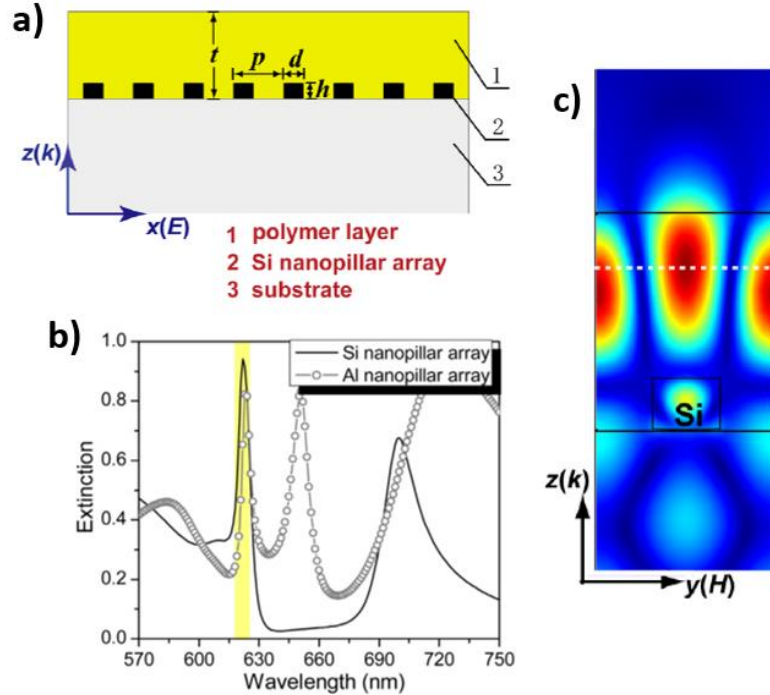 a)
t
p
d
h
1
2
3
z(k)
x(E)
1 polymer layer
2 Si nanopillar array
3 substrate
b)
1.0
0.8
0.6
0.4
0.2
0.0
Extinction
Si nanopillar array
Al nanopillar array
570 600 630 660 690 720 750
Wavelength (nm)
c)
Si
z(k)
y(H)